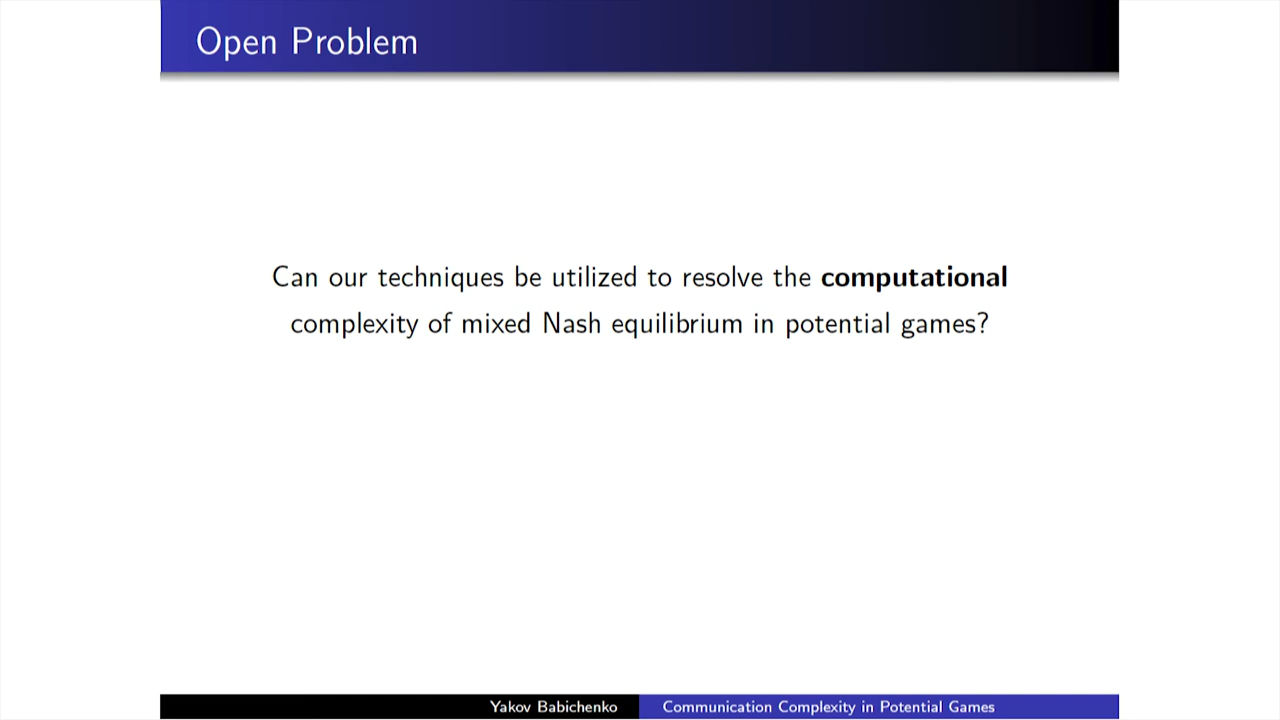 Open Problem
Can our techniques be utilized to resolve the computational
complexity of mixed Nash equilibrium in potential games?
Yakov Babichenko
Communication Complexity in Potential Games